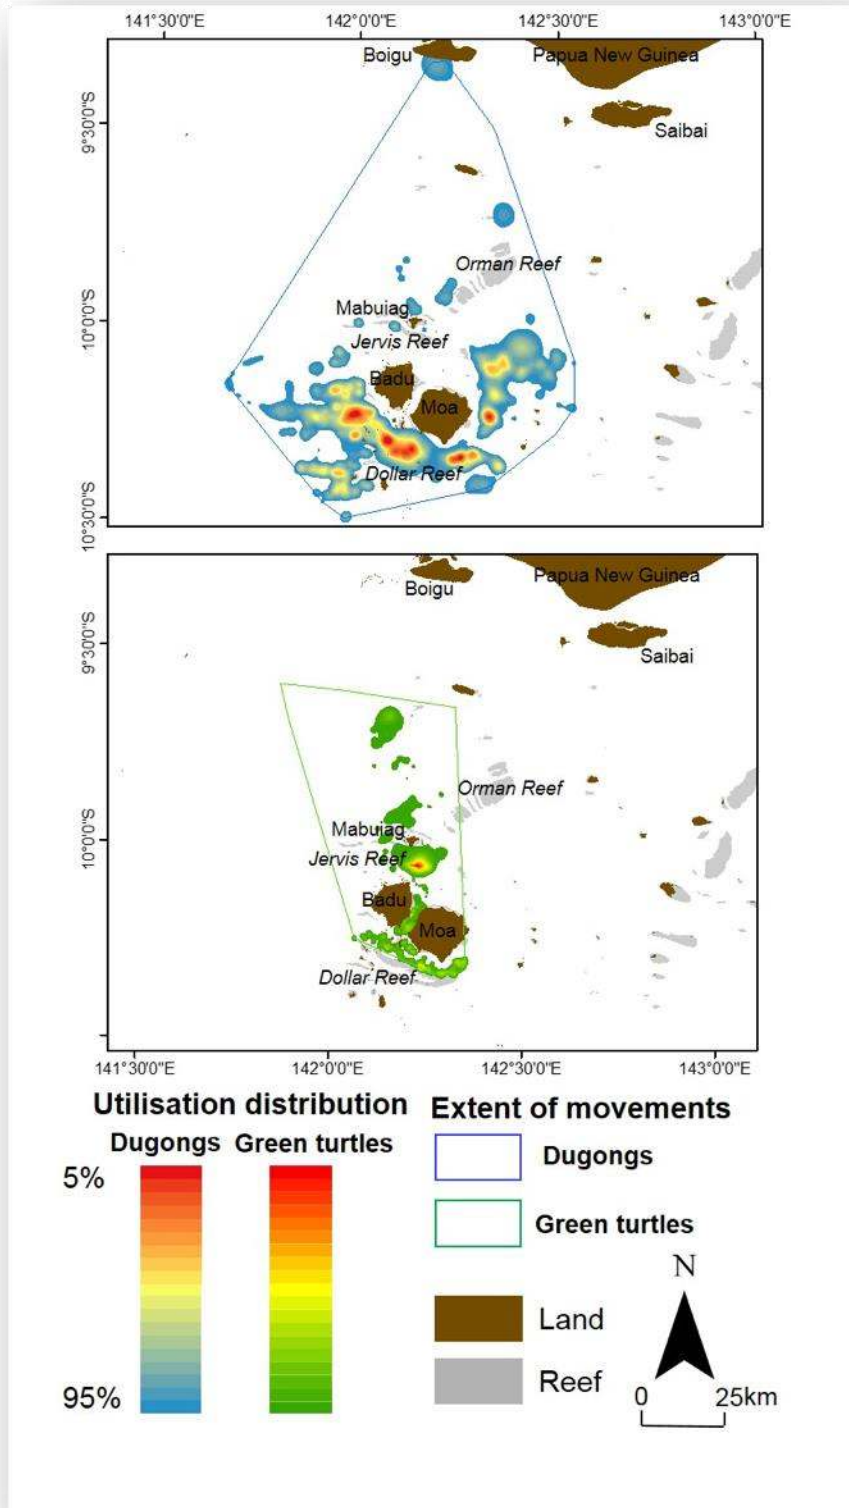 141°30'0"E 142°0'0"E 142°30'0"E 143°0'0"E
Boigu
Papua New Guinea
9°30'0"S
Saibai
Orman Reef
10°0'0"S
Mabuiag
Jervis Reef
Badu
Moa
Dollar Reef
10°30'0"S
Papua New Guinea
Boigu
9°30'0"S
Saibai
Orman Reef
10°0'0"S
Mabuiag
Jervis Reef
Badu
Moa
Dollar Reef
141°30'0"E 142°0'0"E 142°30'0"E 143°0'0"E
Utilisation distribution
Dugongs Green turtles
5%
95%
Extent of movements
Dugongs
Green turtles
Land
Reef
N
0 25km